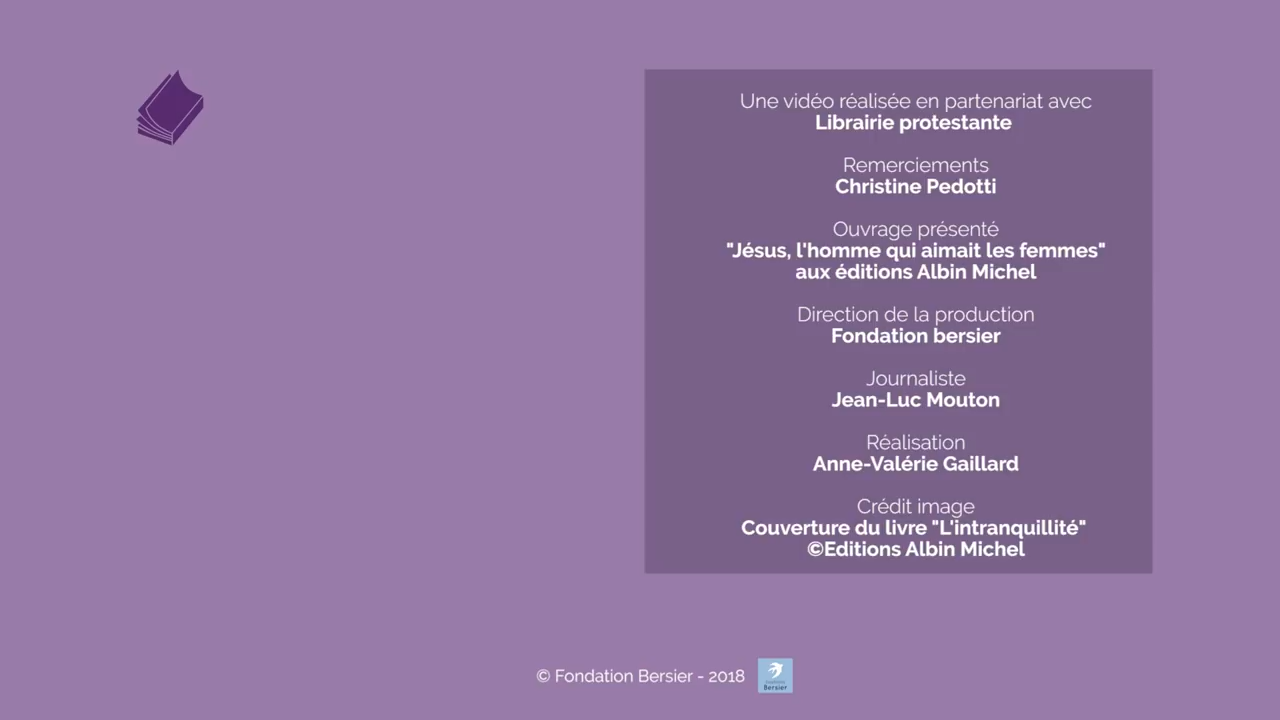 Une vidéo réalisée en partenariat avec
Librairie protestante
Remerciements
Christine Pedotti
Ouvrage présenté
"Jésus, l'homme qui aimait les femmes"
aux éditions Albin Michel
Direction de la production
Fondation bersier
Journaliste
Jean-Luc Mouton
Réalisation
Anne-Valérie Gaillard
Crédit image
Couverture du livre "L'intranquillité"
©Editions Albin Michel
© Fondation Bersier - 2018
Bersier